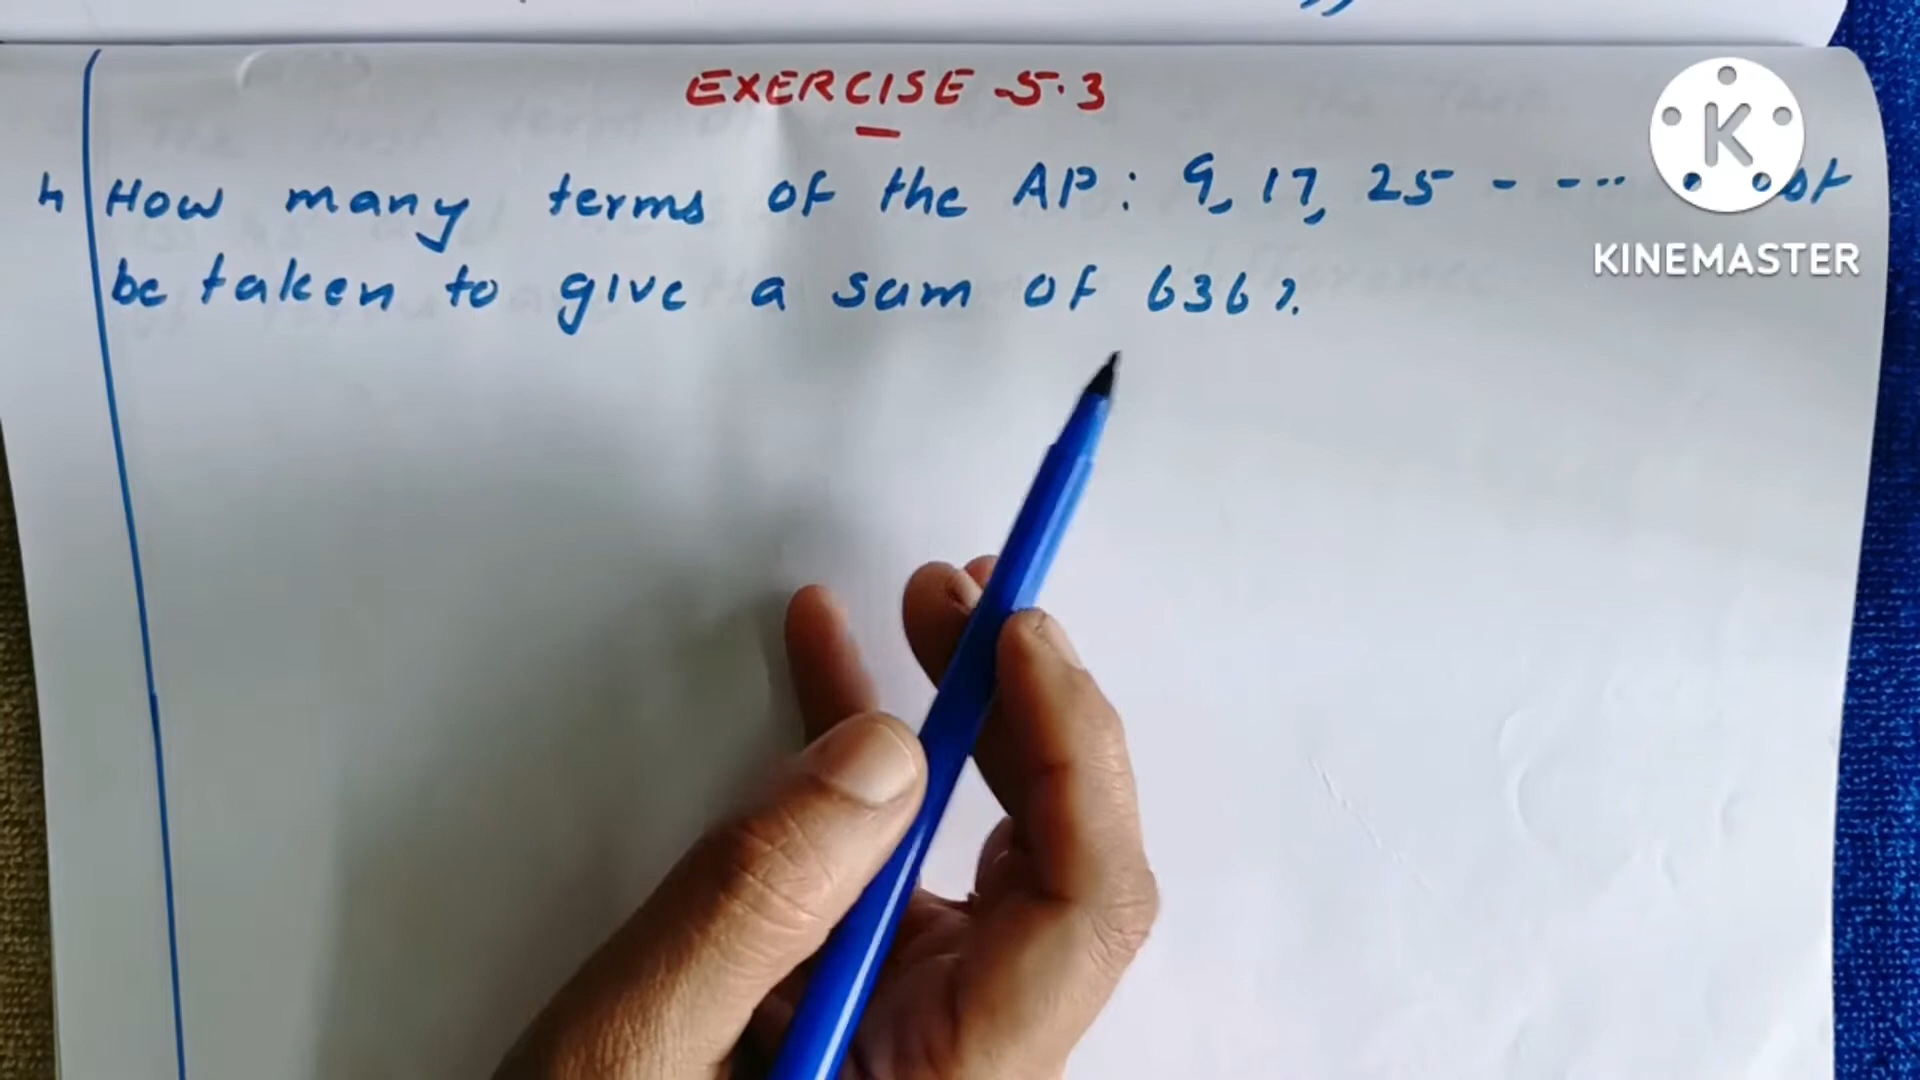 EXERCISE 5.3
4 How many terms of the AP: 9, 17, 25 - ---
be taken to give a sum of 636?.
K
KINEMASTER